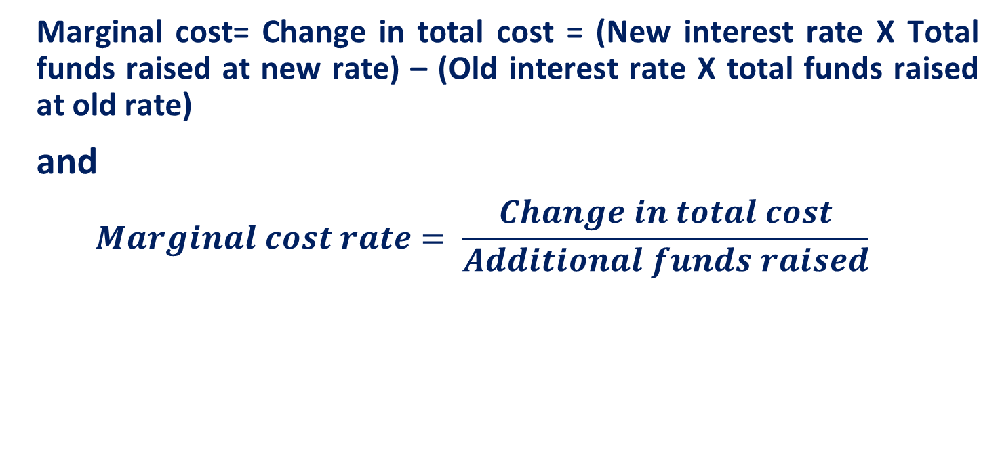 Marginal cost= Change in total cost = (New interest rate X Total
funds raised at new rate) – (Old interest rate X total funds raised
at old rate)
and
Marginal cost rate = Change in total cost
Additional funds raised